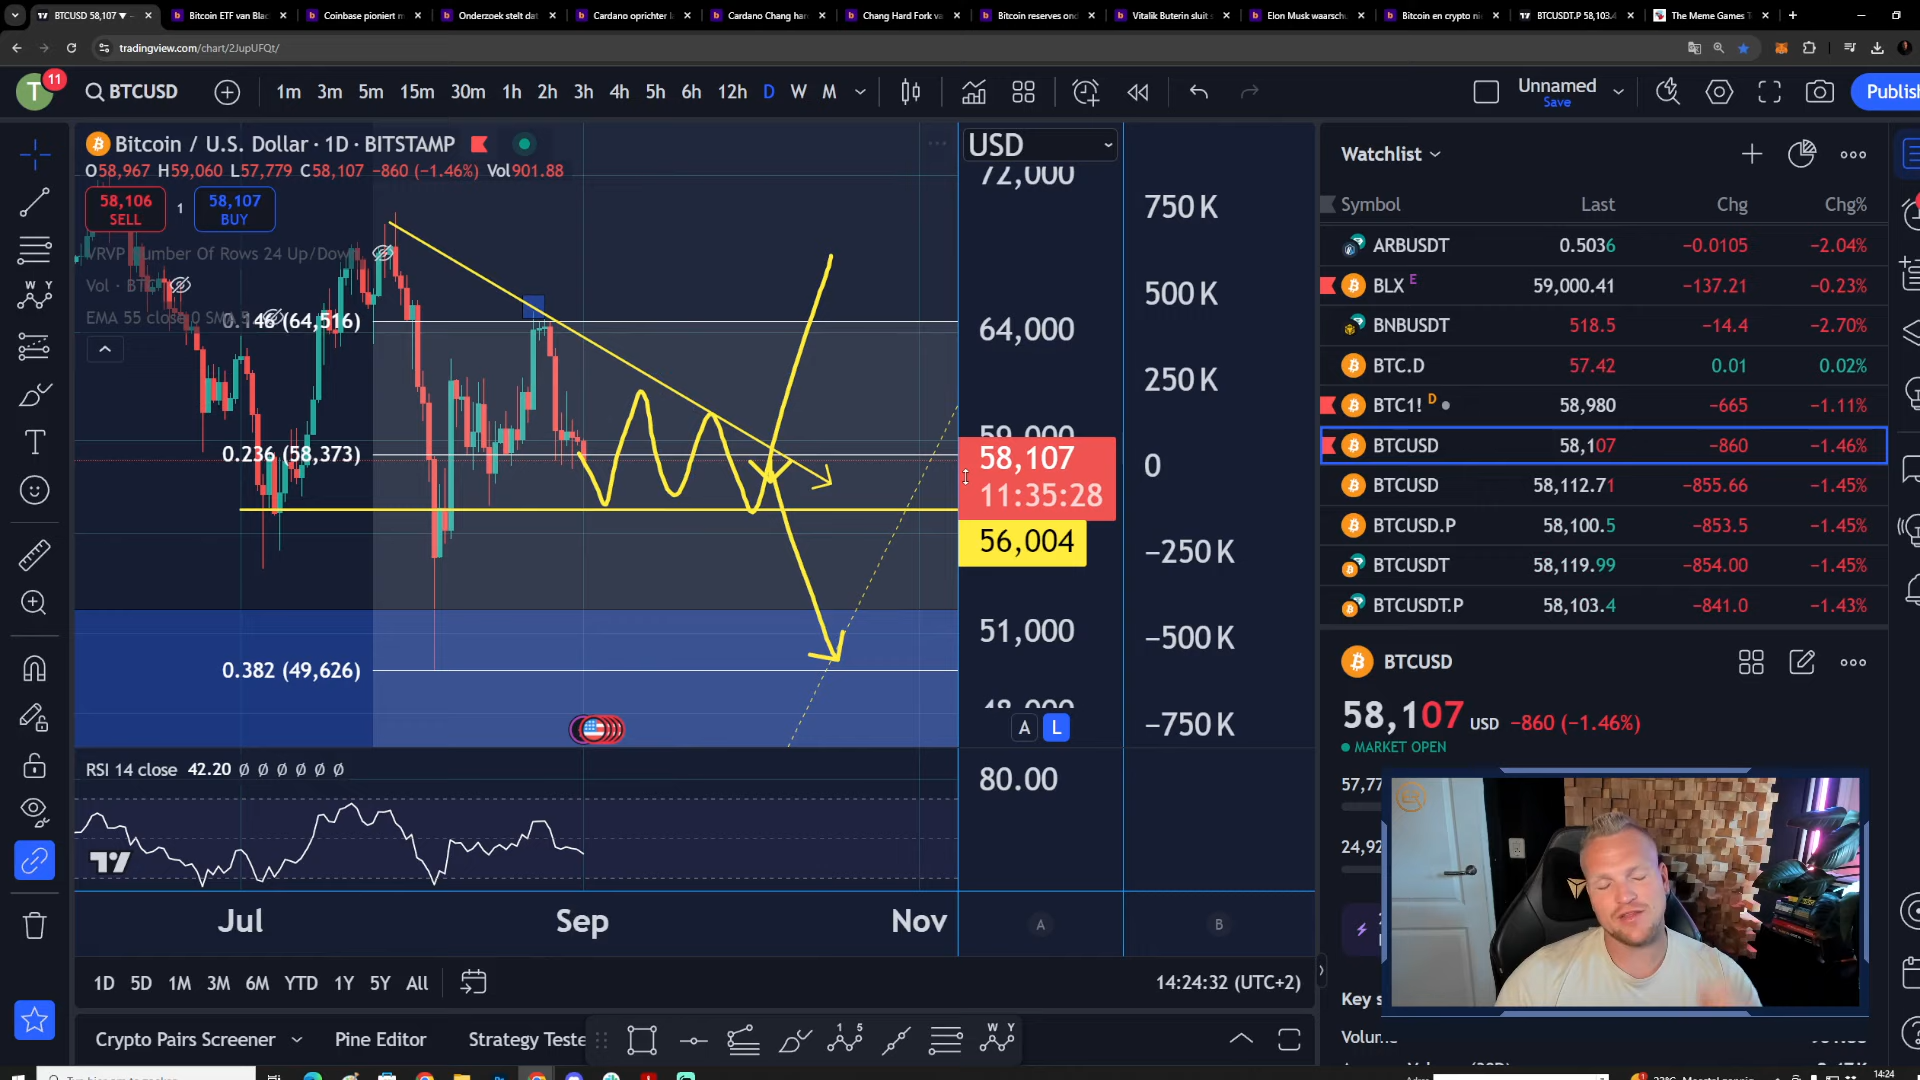 BTCUSD 58,107 ▼
Bitcoin ETF van Bla
Coinbase pioniert m
Onderzoek stelt dat
Cardano oprichter l
Cardano Chang har
Chang Hard Fork va
Bitcoin reserves on
Vitalik Buterin sluit
Elon Musk waarsch
Bitcoin en crypto ni
BTCUSDT.P 58,103.4
The Meme Games T
tradingview.com/chart/2JupUFQt/
T
11
BTCUSD
1m 3m 5m 15m 30m 1h 2h 3h 4h 5h 6h 12h D W M
Unnamed
Save
Publish
Bitcoin / U.S. Dollar · 1D · BITSTAMP
O58,967 H59,060 L57,779 C58,107 −860 (−1.46%) Vol901.88
58,106
SELL
1
58,107
BUY
VRVP Number Of Rows 24 Up/Down
Vol · BTC
EMA 55 close 0 SMA 5
(64,516)
0.236 (58,373)
0.382 (49,626)
USD
72,000
64,000
59,000
58,107
11:35:28
56,004
51,000
48,000
A L
750 K
500 K
250 K
0
−250 K
−500 K
−750 K
RSI 14 close 42.20 Ø Ø Ø Ø Ø Ø
80.00
Jul
Sep
Nov
A
B
1D 5D 1M 3M 6M YTD 1Y 5Y All
14:24:32 (UTC+2)
Crypto Pairs Screener
Pine Editor
Strategy Teste
Watchlist
Symbol Last Chg Chg%
ARBUSDT 0.5036 −0.0105 −2.04%
BLX E 59,000.41 −137.21 −0.23%
BNBUSDT 518.5 −14.4 −2.70%
BTC.D 57.42 0.01 0.02%
BTC1! D 58,980 −665 −1.11%
BTCUSD 58,107 −860 −1.46%
BTCUSD 58,112.71 −855.66 −1.45%
BTCUSD.P 58,100.5 −853.5 −1.45%
BTCUSDT 58,119.99 −854.00 −1.45%
BTCUSDT.P 58,103.4 −841.0 −1.43%
BTCUSD
58,107 USD −860 (−1.46%)
MARKET OPEN
57,77
24,92
Key s
Volum
14:24